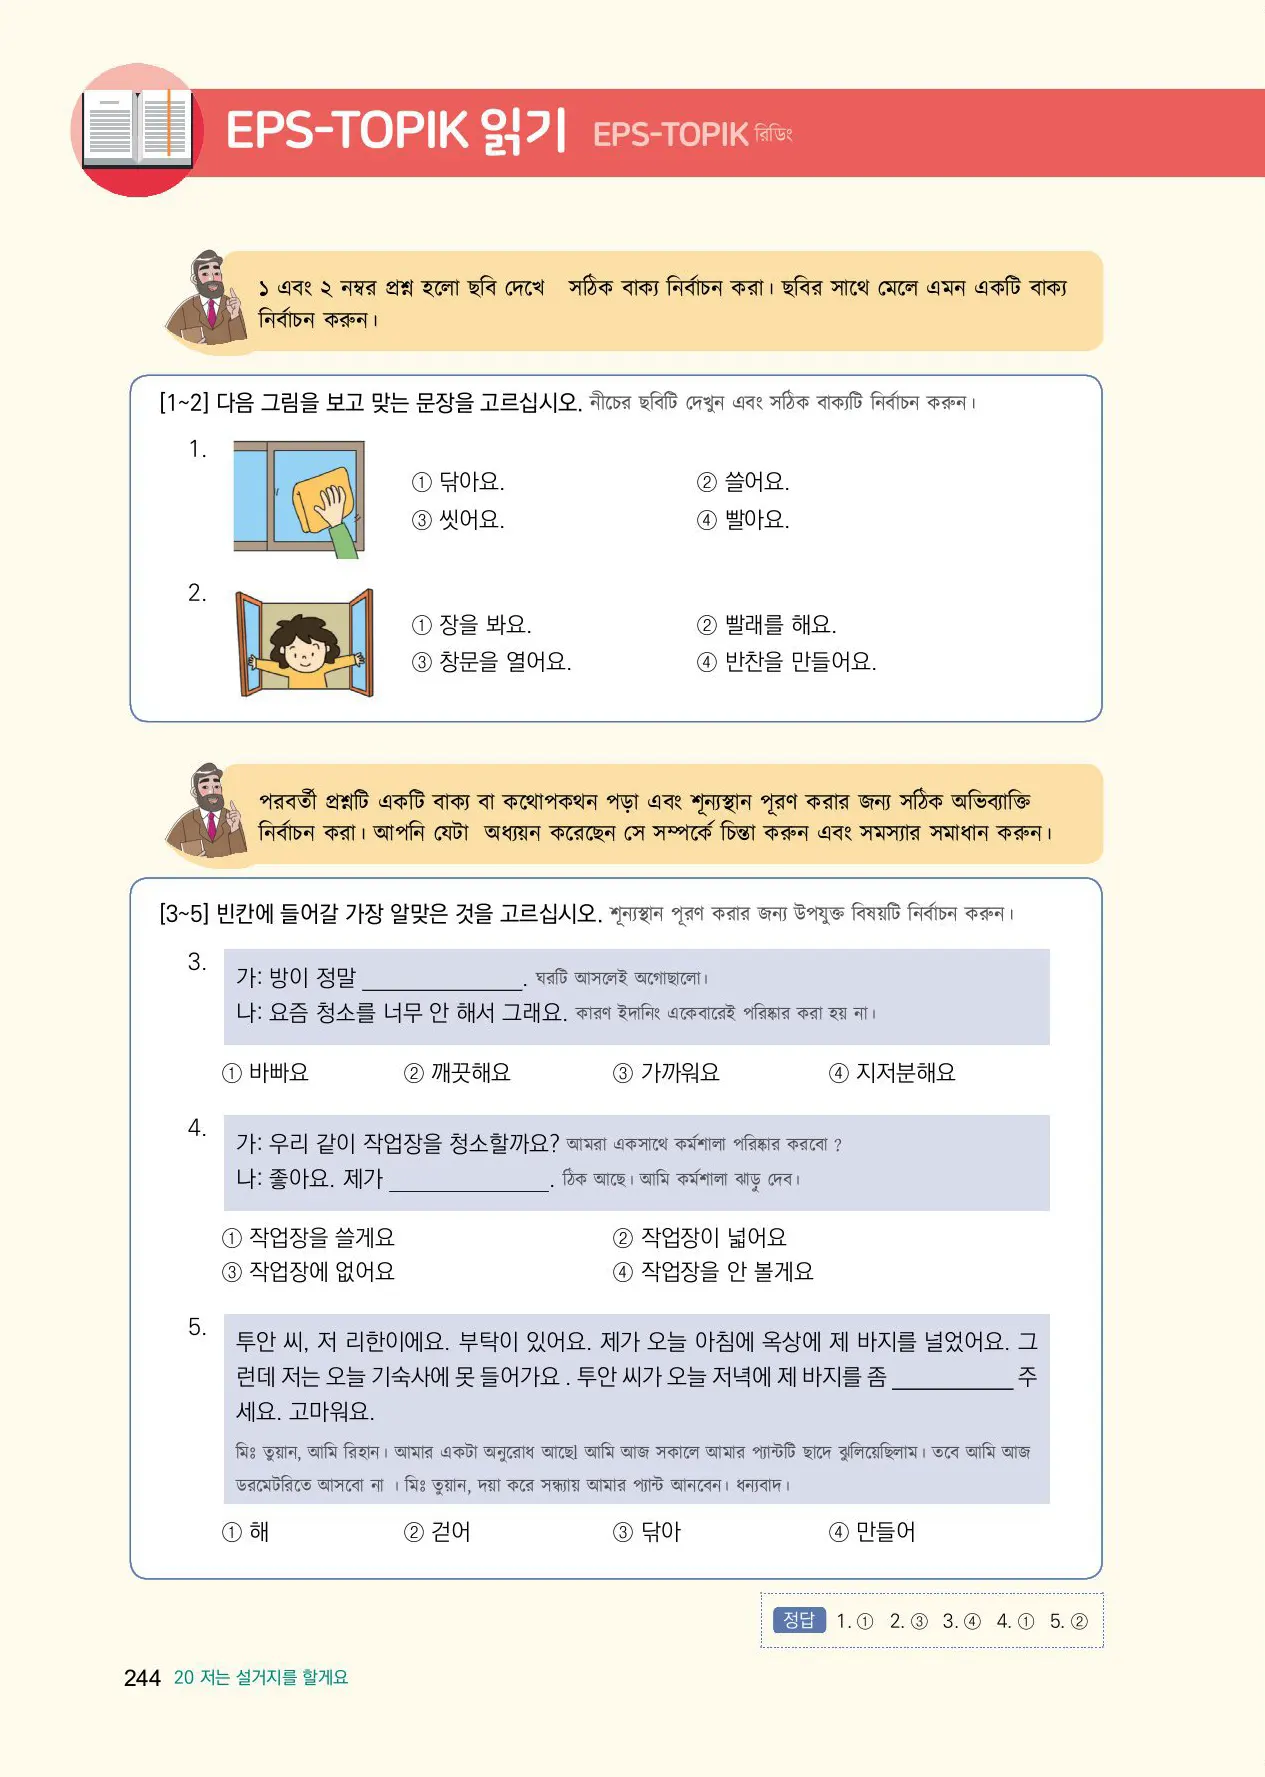 EPS-TOPIK 읽기 EPS-TOPIK রিডিং
১ এবং ২ নম্বর প্রশ্ন হলো ছবি দেখে সঠিক বাক্য নির্বাচন করা। ছবির সাথে মেলে এমন একটি বাক্য
নির্বাচন করুন।
[1~2] 다음 그림을 보고 맞는 문장을 고르십시오. নীচের ছবিটি দেখুন এবং সঠিক বাক্যটি নির্বাচন করুন।
1.
① 닦아요. ② 쓸어요.
③ 씻어요. ④ 빨아요.
2.
① 장을 봐요. ② 빨래를 해요.
③ 창문을 열어요. ④ 반찬을 만들어요.
পরবর্তী প্রশ্নটি একটি বাক্য বা কথোপকথন পড়া এবং শূন্যস্থান পূরণ করার জন্য সঠিক অভিব্যাক্তি
নির্বাচন করা। আপনি যেটা অধ্যয়ন করেছেন সে সম্পর্কে চিন্তা করুন এবং সমস্যার সমাধান করুন।
[3~5] 빈칸에 들어갈 가장 알맞은 것을 고르십시오. শূন্যস্থান পূরণ করার জন্য উপযুক্ত বিষয়টি নির্বাচন করুন।
3. 가: 방이 정말 ______________. ঘরটি আসলেই অগোছালো।
나: 요즘 청소를 너무 안 해서 그래요. কারণ ইদানিং একেবারেই পরিষ্কার করা হয় না।
① 바빠요 ② 깨끗해요 ③ 가까워요 ④ 지저분해요
4. 가: 우리 같이 작업장을 청소할까요? আমরা একসাথে কর্মশালা পরিষ্কার করবো ?
나: 좋아요. 제가 ______________. ঠিক আছে। আমি কর্মশালা ঝাড়ু দেব।
① 작업장을 쓸게요 ② 작업장이 넓어요
③ 작업장에 없어요 ④ 작업장을 안 볼게요
5. 투안 씨, 저 리한이에요. 부탁이 있어요. 제가 오늘 아침에 옥상에 제 바지를 널었어요. 그
런데 저는 오늘 기숙사에 못 들어가요 . 투안 씨가 오늘 저녁에 제 바지를 좀 __________ 주
세요. 고마워요.
মিঃ তুয়ান, আমি রিহান। আমার একটা অনুরোধ আছে। আমি আজ সকালে আমার প্যান্টটি ছাদে ঝুলিয়েছিলাম। তবে আমি আজ
ডরমেটরিতে আসবো না । মিঃ তুয়ান, দয়া করে সন্ধ্যায় আমার প্যান্ট আনবেন। ধন্যবাদ।
① 해 ② 걷어 ③ 닦아 ④ 만들어
정답 1. ① 2. ③ 3. ④ 4. ① 5. ②
244 20 저는 설거지를 할게요